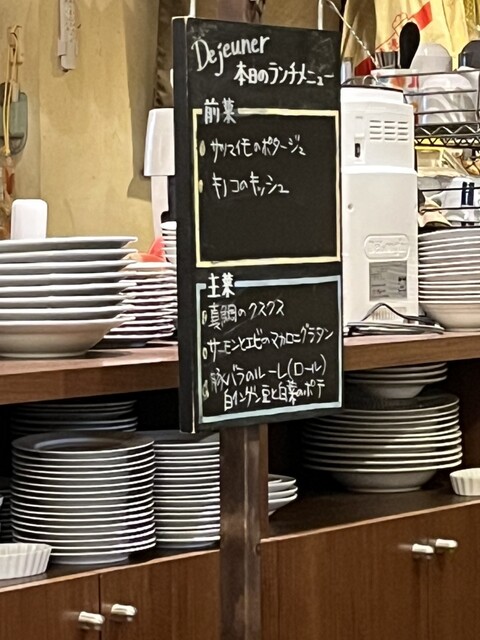 Dejeuner
本日のランチメニュー
前菜
サツマイモのポタージュ
キノコのキッシュ
主菜
真鯛のクスクス
サーモンとエビのマカロニグラタン
豚バラのルーレ(ロール)
白インゲン豆と白菜のポテ